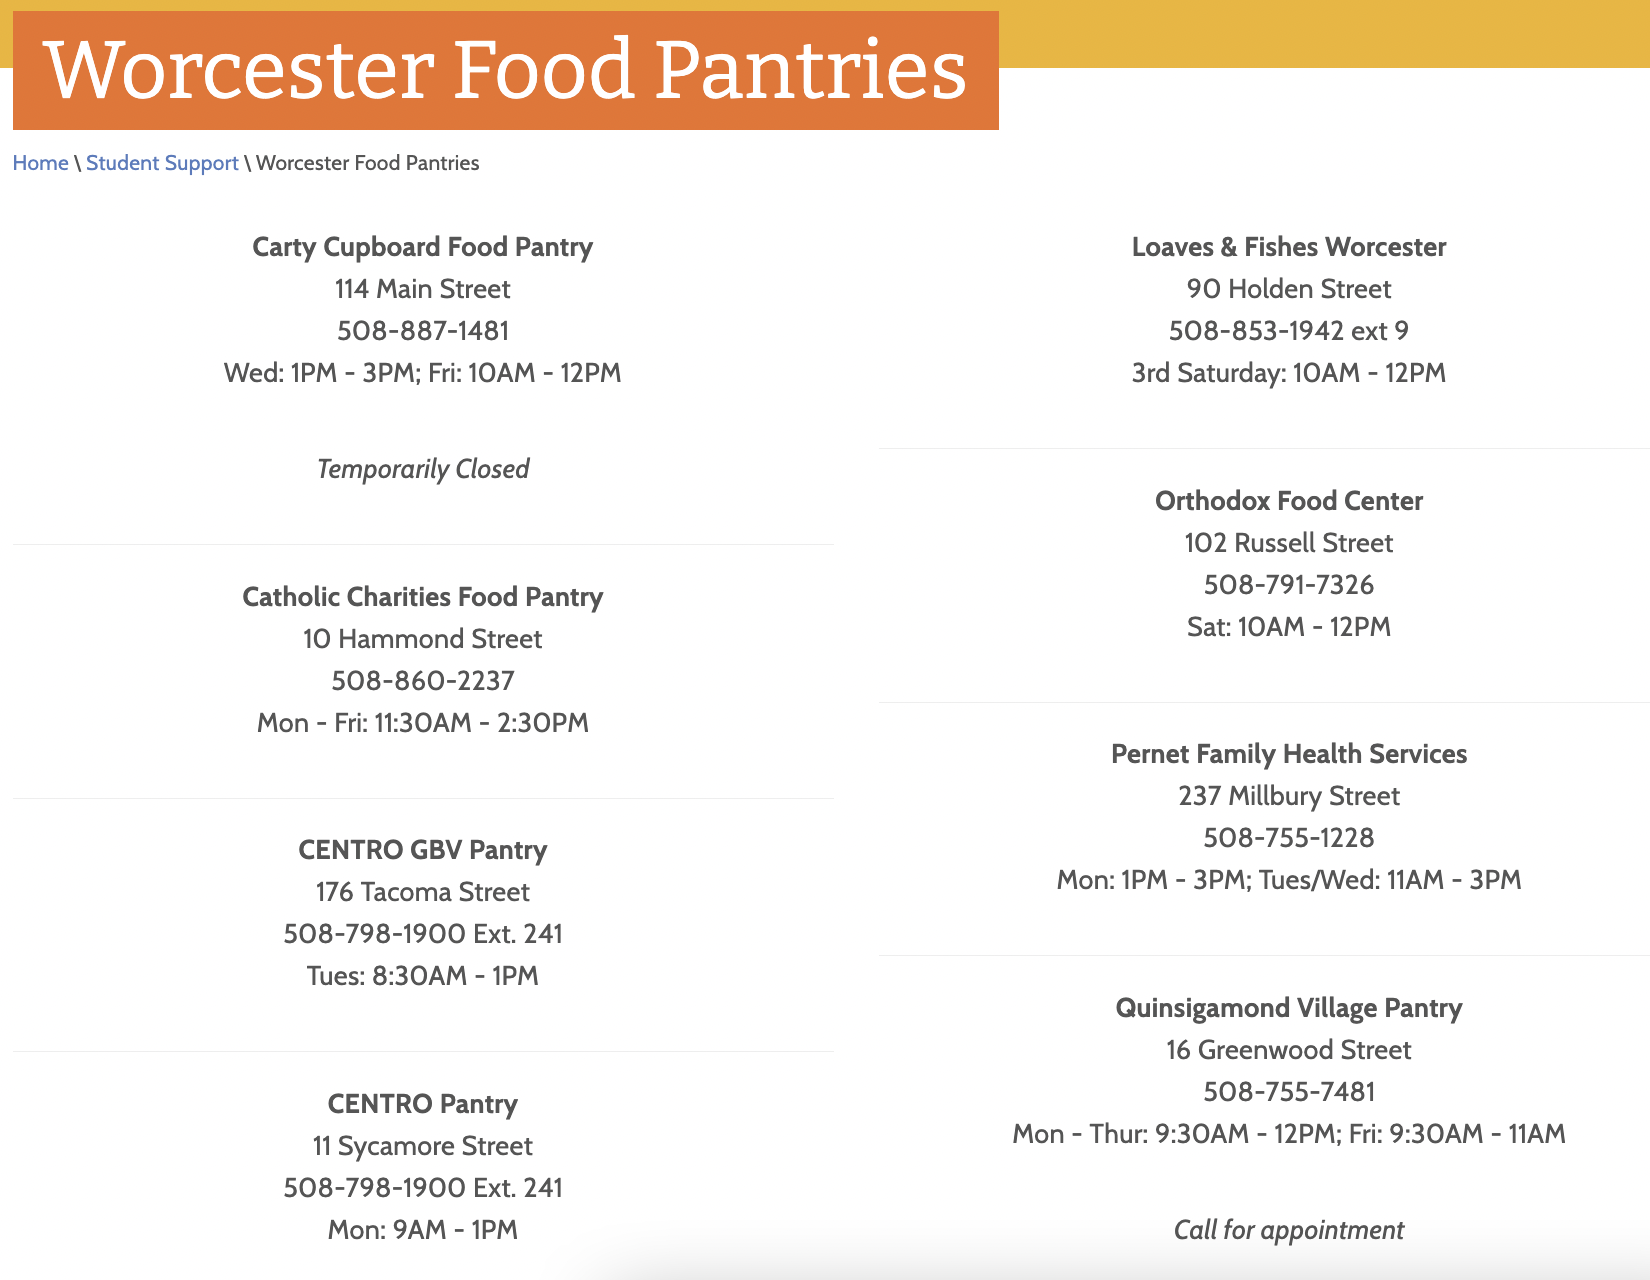 Worcester Food Pantries
Home \ Student Support \ Worcester Food Pantries
Carty Cupboard Food Pantry
114 Main Street
508-887-1481
Wed: 1PM - 3PM; Fri: 10AM - 12PM
Temporarily Closed
Catholic Charities Food Pantry
10 Hammond Street
508-860-2237
Mon - Fri: 11:30AM - 2:30PM
CENTRO GBV Pantry
176 Tacoma Street
508-798-1900 Ext. 241
Tues: 8:30AM - 1PM
CENTRO Pantry
11 Sycamore Street
508-798-1900 Ext. 241
Mon: 9AM - 1PM
Loaves & Fishes Worcester
90 Holden Street
508-853-1942 ext 9
3rd Saturday: 10AM - 12PM
Orthodox Food Center
102 Russell Street
508-791-7326
Sat: 10AM - 12PM
Pernet Family Health Services
237 Millbury Street
508-755-1228
Mon: 1PM - 3PM; Tues/Wed: 11AM - 3PM
Quinsigamond Village Pantry
16 Greenwood Street
508-755-7481
Mon - Thur: 9:30AM - 12PM; Fri: 9:30AM - 11AM
Call for appointment